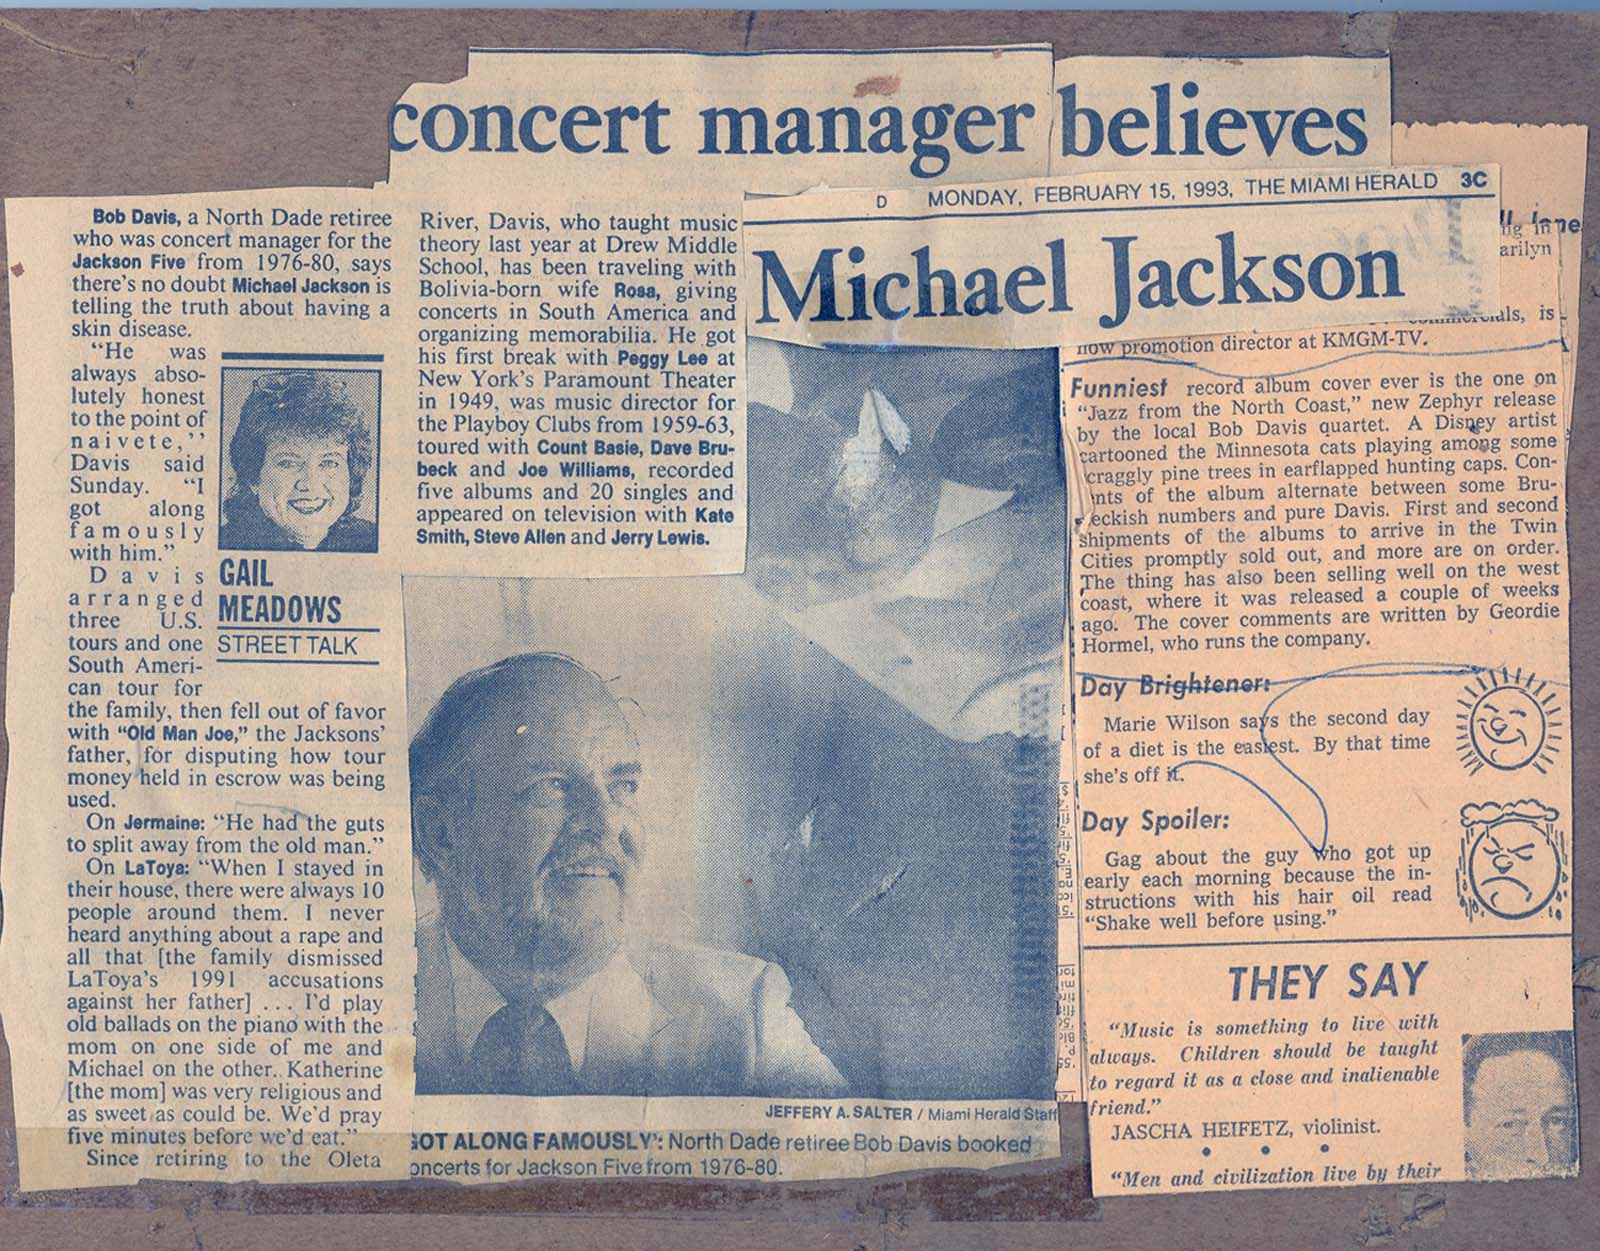 concert manager believes
D MONDAY, FEBRUARY 15, 1993, THE MIAMI HERALD 3C
Michael Jackson
Bob Davis, a North Dade retiree
who was concert manager for the
Jackson Five from 1976-80, says
there's no doubt Michael Jackson is
telling the truth about having a
skin disease.
"He was
always abso-
lutely honest
to the point of
naivete,''
Davis said
Sunday. "I
got along
famously
with him."
Davis
arranged
three U.S.
tours and one
South Ameri-
can tour for
the family, then fell out of favor
with "Old Man Joe," the Jacksons'
father, for disputing how tour
money held in escrow was being
used.
On Jermaine: "He had the guts
to split away from the old man."
On LaToya: "When I stayed in
their house, there were always 10
people around them. I never
heard anything about a rape and
all that [the family dismissed
LaToya's 1991 accusations
against her father] . . . I'd play
old ballads on the piano with the
mom on one side of me and
Michael on the other. Katherine
[the mom] was very religious and
as sweet as could be. We'd pray
five minutes before we'd eat."
Since retiring to the Oleta
GAIL
MEADOWS
STREET TALK
River, Davis, who taught music
theory last year at Drew Middle
School, has been traveling with
Bolivia-born wife Rosa, giving
concerts in South America and
organizing memorabilia. He got
his first break with Peggy Lee at
New York's Paramount Theater
in 1949, was music director for
the Playboy Clubs from 1959-63,
toured with Count Basie, Dave Bru-
beck and Joe Williams, recorded
five albums and 20 singles and
appeared on television with Kate
Smith, Steve Allen and Jerry Lewis.
JEFFERY A. SALTER / Miami Herald Staff
GOT ALONG FAMOUSLY': North Dade retiree Bob Davis booked
oncerts for Jackson Five from 1976-80.
ng in
arilyn
commercials, is
now promotion director at KMGM-TV.
Funniest record album cover ever is the one on
"Jazz from the North Coast," new Zephyr release
by the local Bob Davis quartet. A Disney artist
cartooned the Minnesota cats playing among some
scraggly pine trees in earflapped hunting caps. Con-
nts of the album alternate between some Bru-
eckish numbers and pure Davis. First and second
shipments of the albums to arrive in the Twin
Cities promptly sold out, and more are on order.
The thing has also been selling well on the west
coast, where it was released a couple of weeks
ago. The cover comments are written by Geordie
Hormel, who runs the company.
Day Brightener:
Marie Wilson says the second day
of a diet is the easiest. By that time
she's off it.
Day Spoiler:
Gag about the guy who got up
early each morning because the in-
structions with his hair oil read
"Shake well before using."
THEY SAY
"Music is something to live with
always. Children should be taught
to regard it as a close and inalienable
friend."
JASCHA HEIFETZ, violinist.
• • •
"Men and civilization live by their